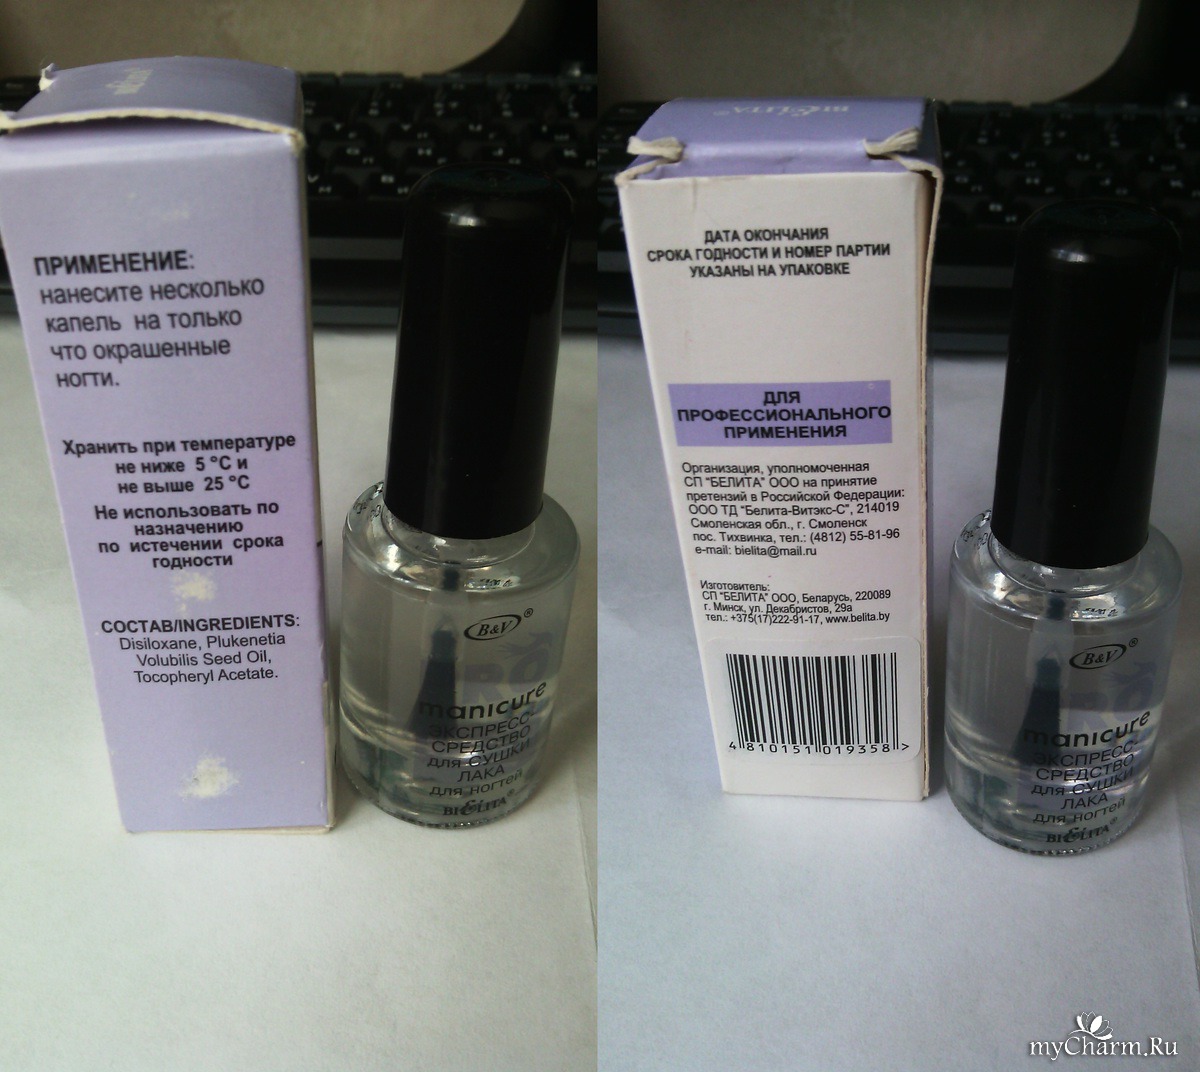 ПРИМЕНЕНИЕ:
нанесите несколько
капель на только
что окрашенные
ногти.
Хранить при температуре
не ниже 5 °C и
не выше 25 °C
Не использовать по
назначению
по истечении срока
годности
СОСТАВ/INGREDIENTS:
Disiloxane, Plukenetia
Volubilis Seed Oil,
Tocopheryl Acetate.
B&V®
PRO
manicure
ЭКСПРЕСС-
СРЕДСТВО
для СУШКИ
ЛАКА
для ногтей
BIELITA®
BIELITA®
ДАТА ОКОНЧАНИЯ
СРОКА ГОДНОСТИ И НОМЕР ПАРТИИ
УКАЗАНЫ НА УПАКОВКЕ
ДЛЯ
ПРОФЕССИОНАЛЬНОГО
ПРИМЕНЕНИЯ
Организация, уполномоченная
СП "БЕЛИТА" ООО на принятие
претензий в Российской Федерации:
ООО ТД "Белита-Витэкс-С", 214019
Смоленская обл., г. Смоленск
пос. Тихвинка, тел.: (4812) 55-81-96
e-mail: bielita@mail.ru
Изготовитель:
СП "БЕЛИТА" ООО, Беларусь, 220089
г. Минск, ул. Декабристов, 29а
тел.: +375(17)222-91-17, www.belita.by
4 810151 019358 >
B&V®
PRO
manicure
ЭКСПРЕСС-
СРЕДСТВО
для СУШКИ
ЛАКА
для ногтей
BIELITA®
myCharm.Ru